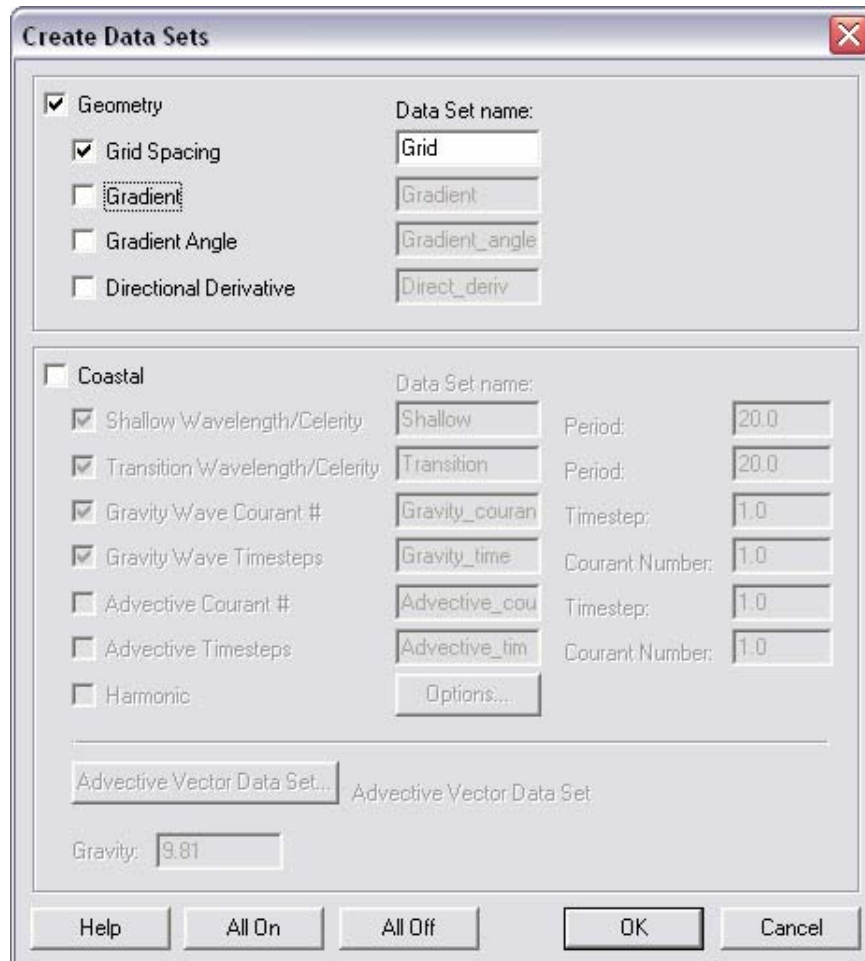 Create Data Sets
Geometry Data Set name:
Grid Spacing Grid
Gradient Gradient
Gradient Angle Gradient_angle
Directional Derivative Direct_deriv
Coastal Data Set name:
Shallow Wavelength/Celerity Shallow Period: 20.0
Transition Wavelength/Celerity Transition Period: 20.0
Gravity Wave Courant # Gravity_couran Timestep: 1.0
Gravity Wave Timesteps Gravity_time Courant Number: 1.0
Advective Courant # Advective_cou Timestep: 1.0
Advective Timesteps Advective_tim Courant Number: 1.0
Harmonic Options...
Advective Vector Data Set... Advective Vector Data Set
Gravity: 9.81
Help All On All Off OK Cancel